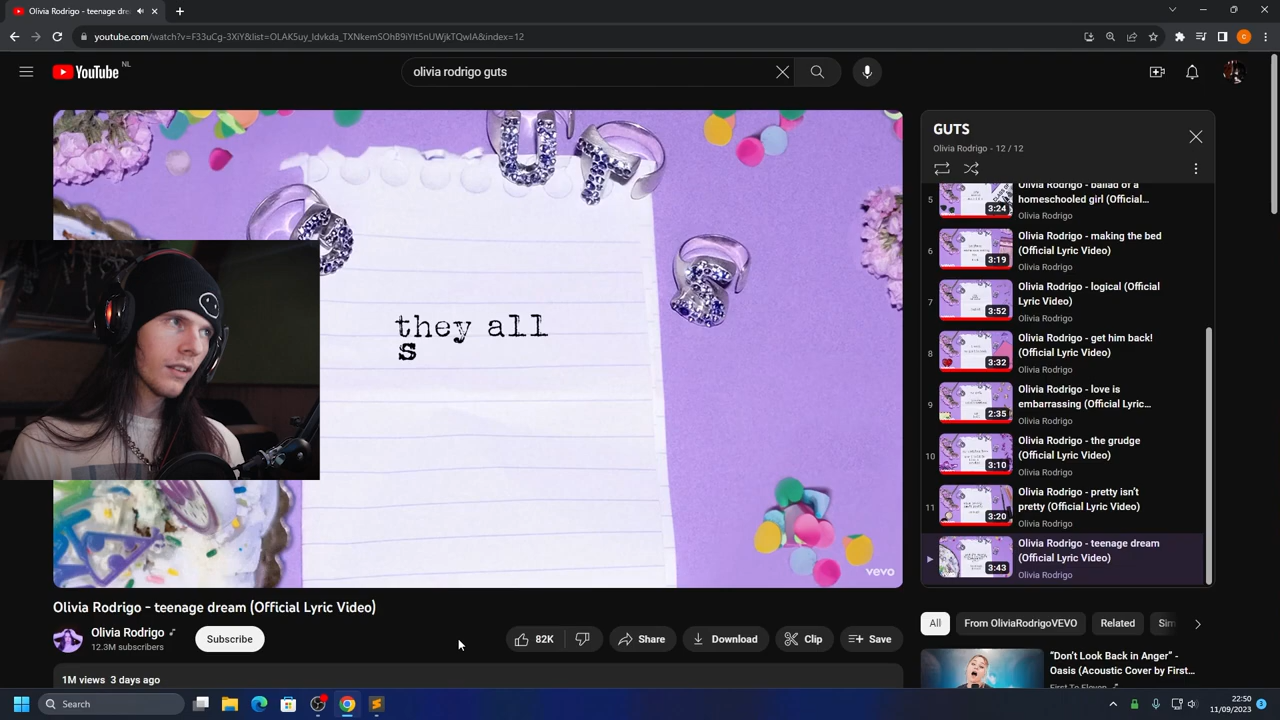 Olivia Rodrigo - teenage dre
youtube.com/watch?v=F33uCg-3XiY&list=OLAK5uy_ldvkda_TXNkemSOhB9iYIt5nUWjkTQwIA&index=12
YouTube NL
olivia rodrigo guts
GUTS
Olivia Rodrigo - 12 / 12
5
Olivia Rodrigo - ballad of a
homeschooled girl (Official...
Olivia Rodrigo
3:24
6
Olivia Rodrigo - making the bed
(Official Lyric Video)
Olivia Rodrigo
3:19
7
Olivia Rodrigo - logical (Official
Lyric Video)
Olivia Rodrigo
3:52
8
Olivia Rodrigo - get him back!
(Official Lyric Video)
Olivia Rodrigo
3:32
9
Olivia Rodrigo - love is
embarrassing (Official Lyric...
Olivia Rodrigo
2:35
10
Olivia Rodrigo - the grudge
(Official Lyric Video)
Olivia Rodrigo
3:10
11
Olivia Rodrigo - pretty isn't
pretty (Official Lyric Video)
Olivia Rodrigo
3:20
Olivia Rodrigo - teenage dream
(Official Lyric Video)
Olivia Rodrigo
3:43
G U T S
they all
s
vevo
Olivia Rodrigo - teenage dream (Official Lyric Video)
Olivia Rodrigo
12.3M subscribers
Subscribe
82K
Share
Download
Clip
Save
1M views 3 days ago
All From OliviaRodrigoVEVO Related Sim
"Don't Look Back in Anger" -
Oasis (Acoustic Cover by First...
First To Eleven
Search
22:50
11/09/2023
3